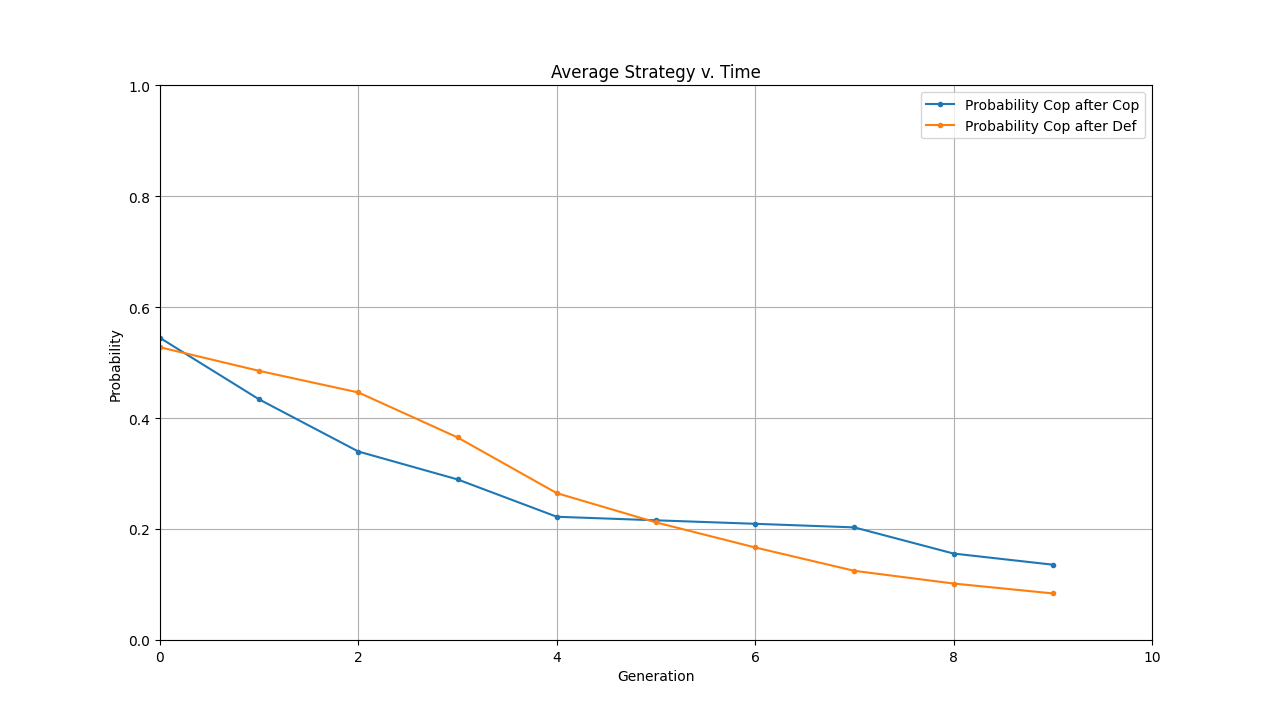 Average Strategy v. Time
Probability Cop after Cop
Probability Cop after Def
1.0
0.8
0.6
0.4
0.2
0.0
Probability
0 2 4 6 8 10
Generation